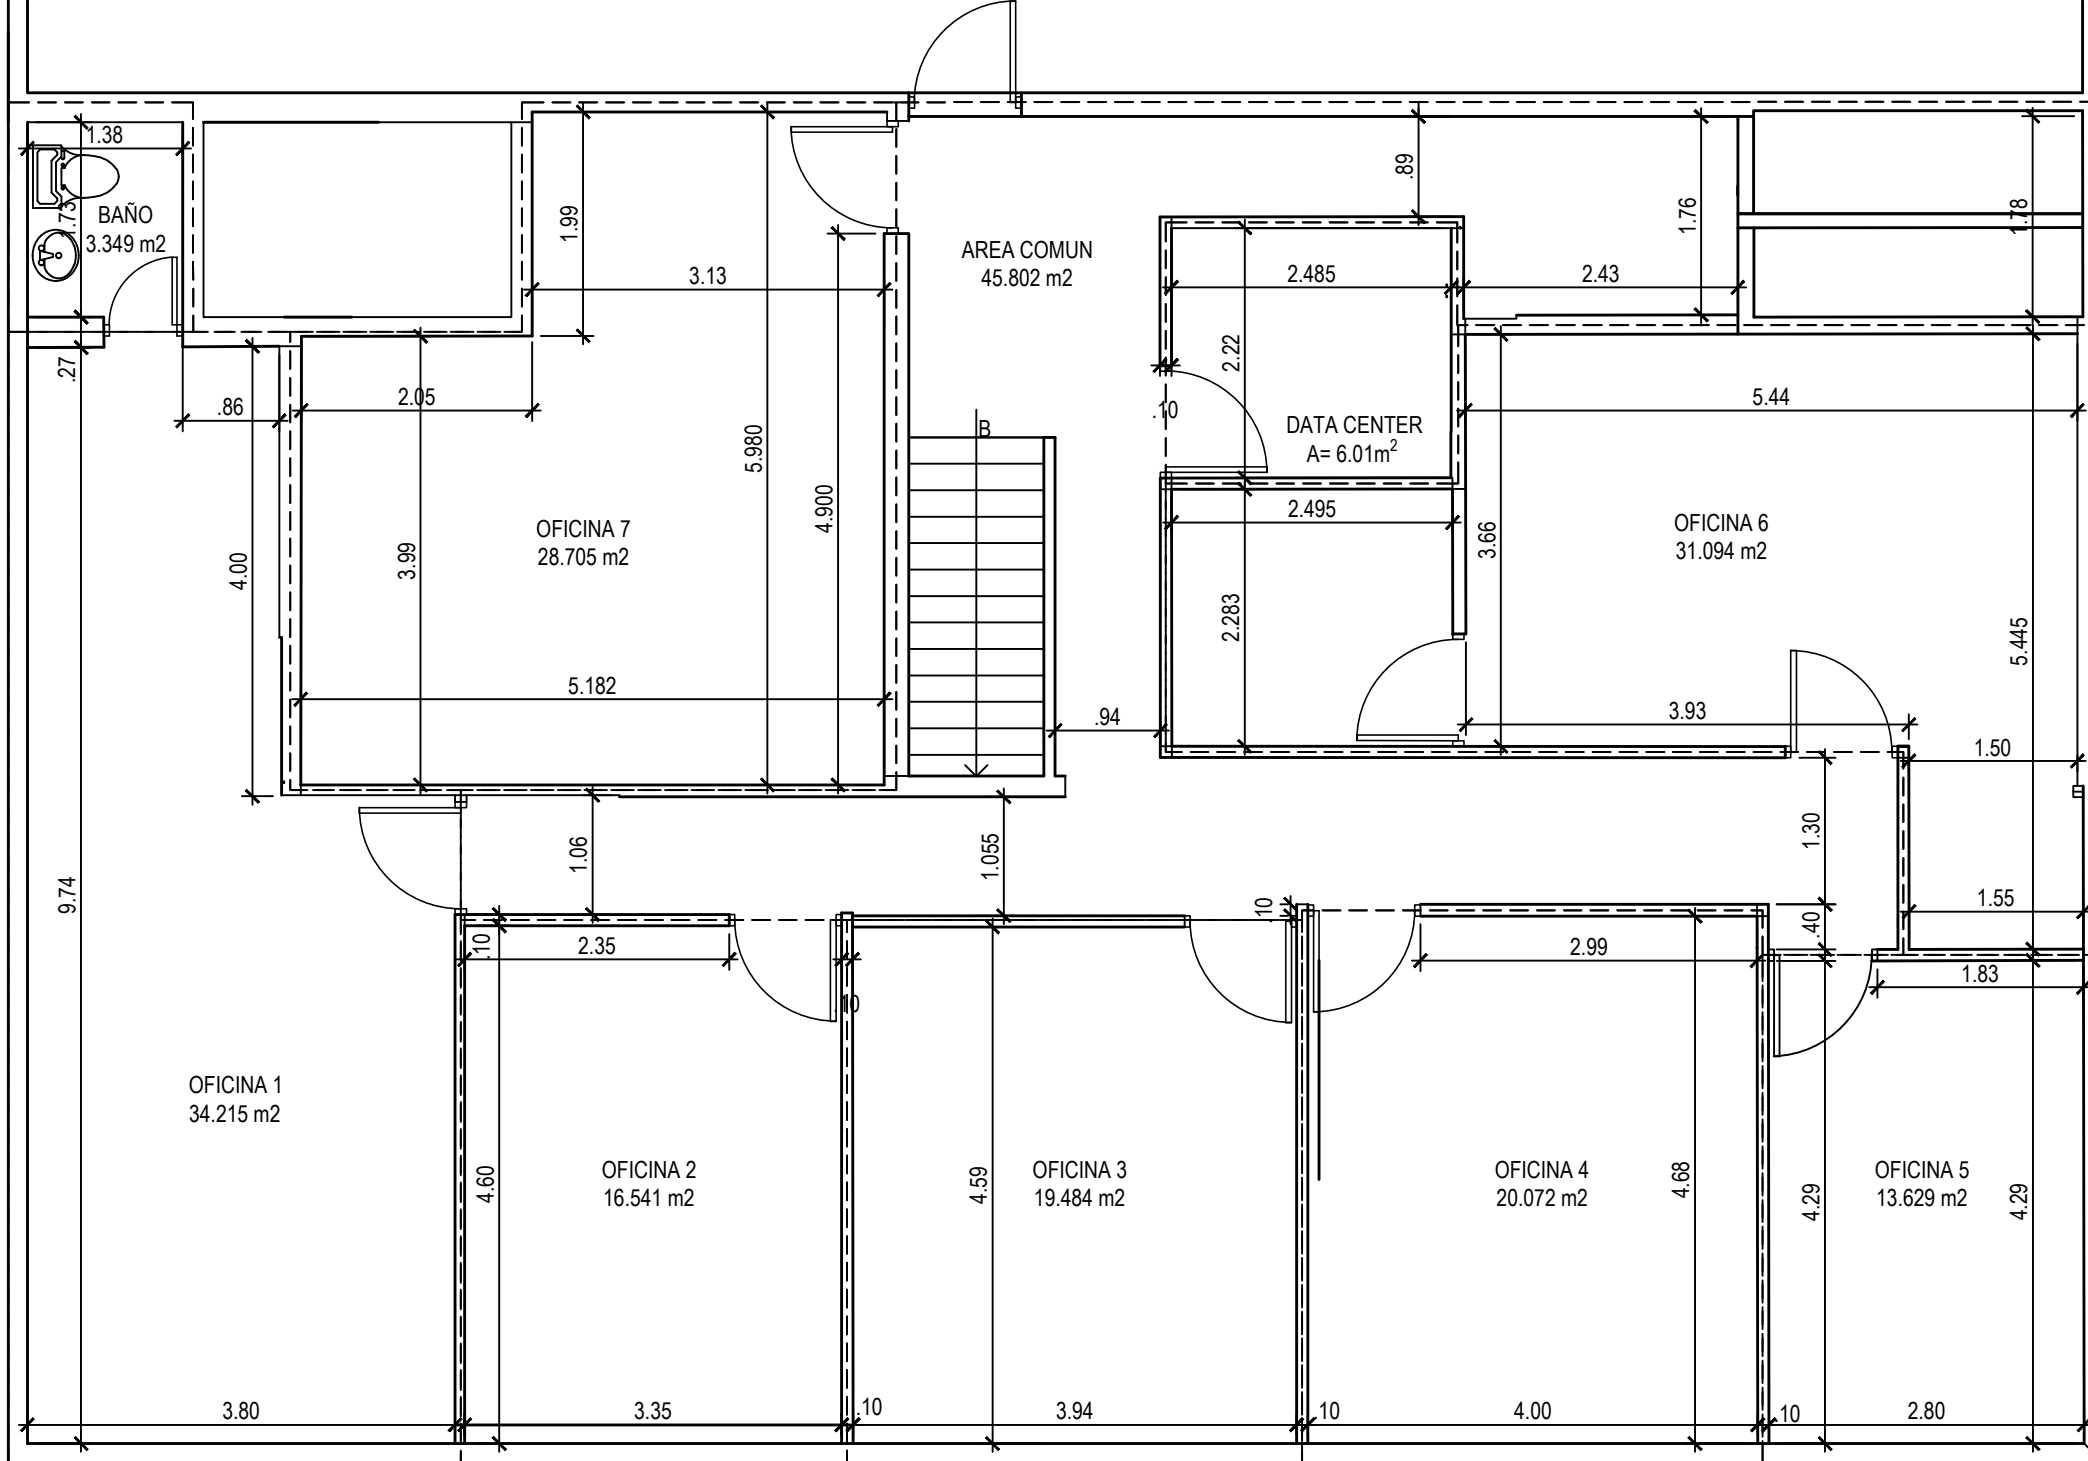 1.38
1.73
BAÑO
3.349 m2
.27
.86
2.05
1.99
3.13
OFICINA 7
28.705 m2
3.99
4.00
5.980
4.900
5.182
AREA COMUN
45.802 m2
B
.89
2.485
2.22
.10
DATA CENTER
A= 6.01m2
2.495
2.283
.94
1.76
2.43
1.78
5.44
OFICINA 6
31.094 m2
3.66
5.445
3.93
1.50
1.30
1.55
.40
1.83
1.06
1.055
9.74
.10
2.35
.10
.10
2.99
OFICINA 1
34.215 m2
OFICINA 2
16.541 m2
4.60
OFICINA 3
19.484 m2
4.59
OFICINA 4
20.072 m2
4.68
OFICINA 5
13.629 m2
4.29
4.29
3.80
3.35
.10
3.94
.10
4.00
.10
2.80